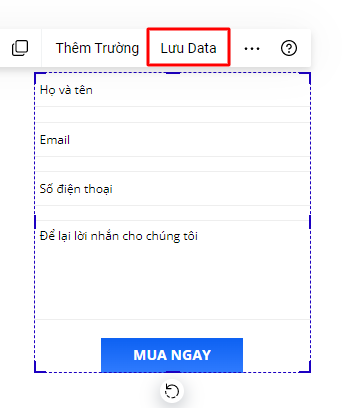 Thêm Trường Lưu Data
Họ và tên
Email
Số điện thoại
Để lại lời nhắn cho chúng tôi
MUA NGAY